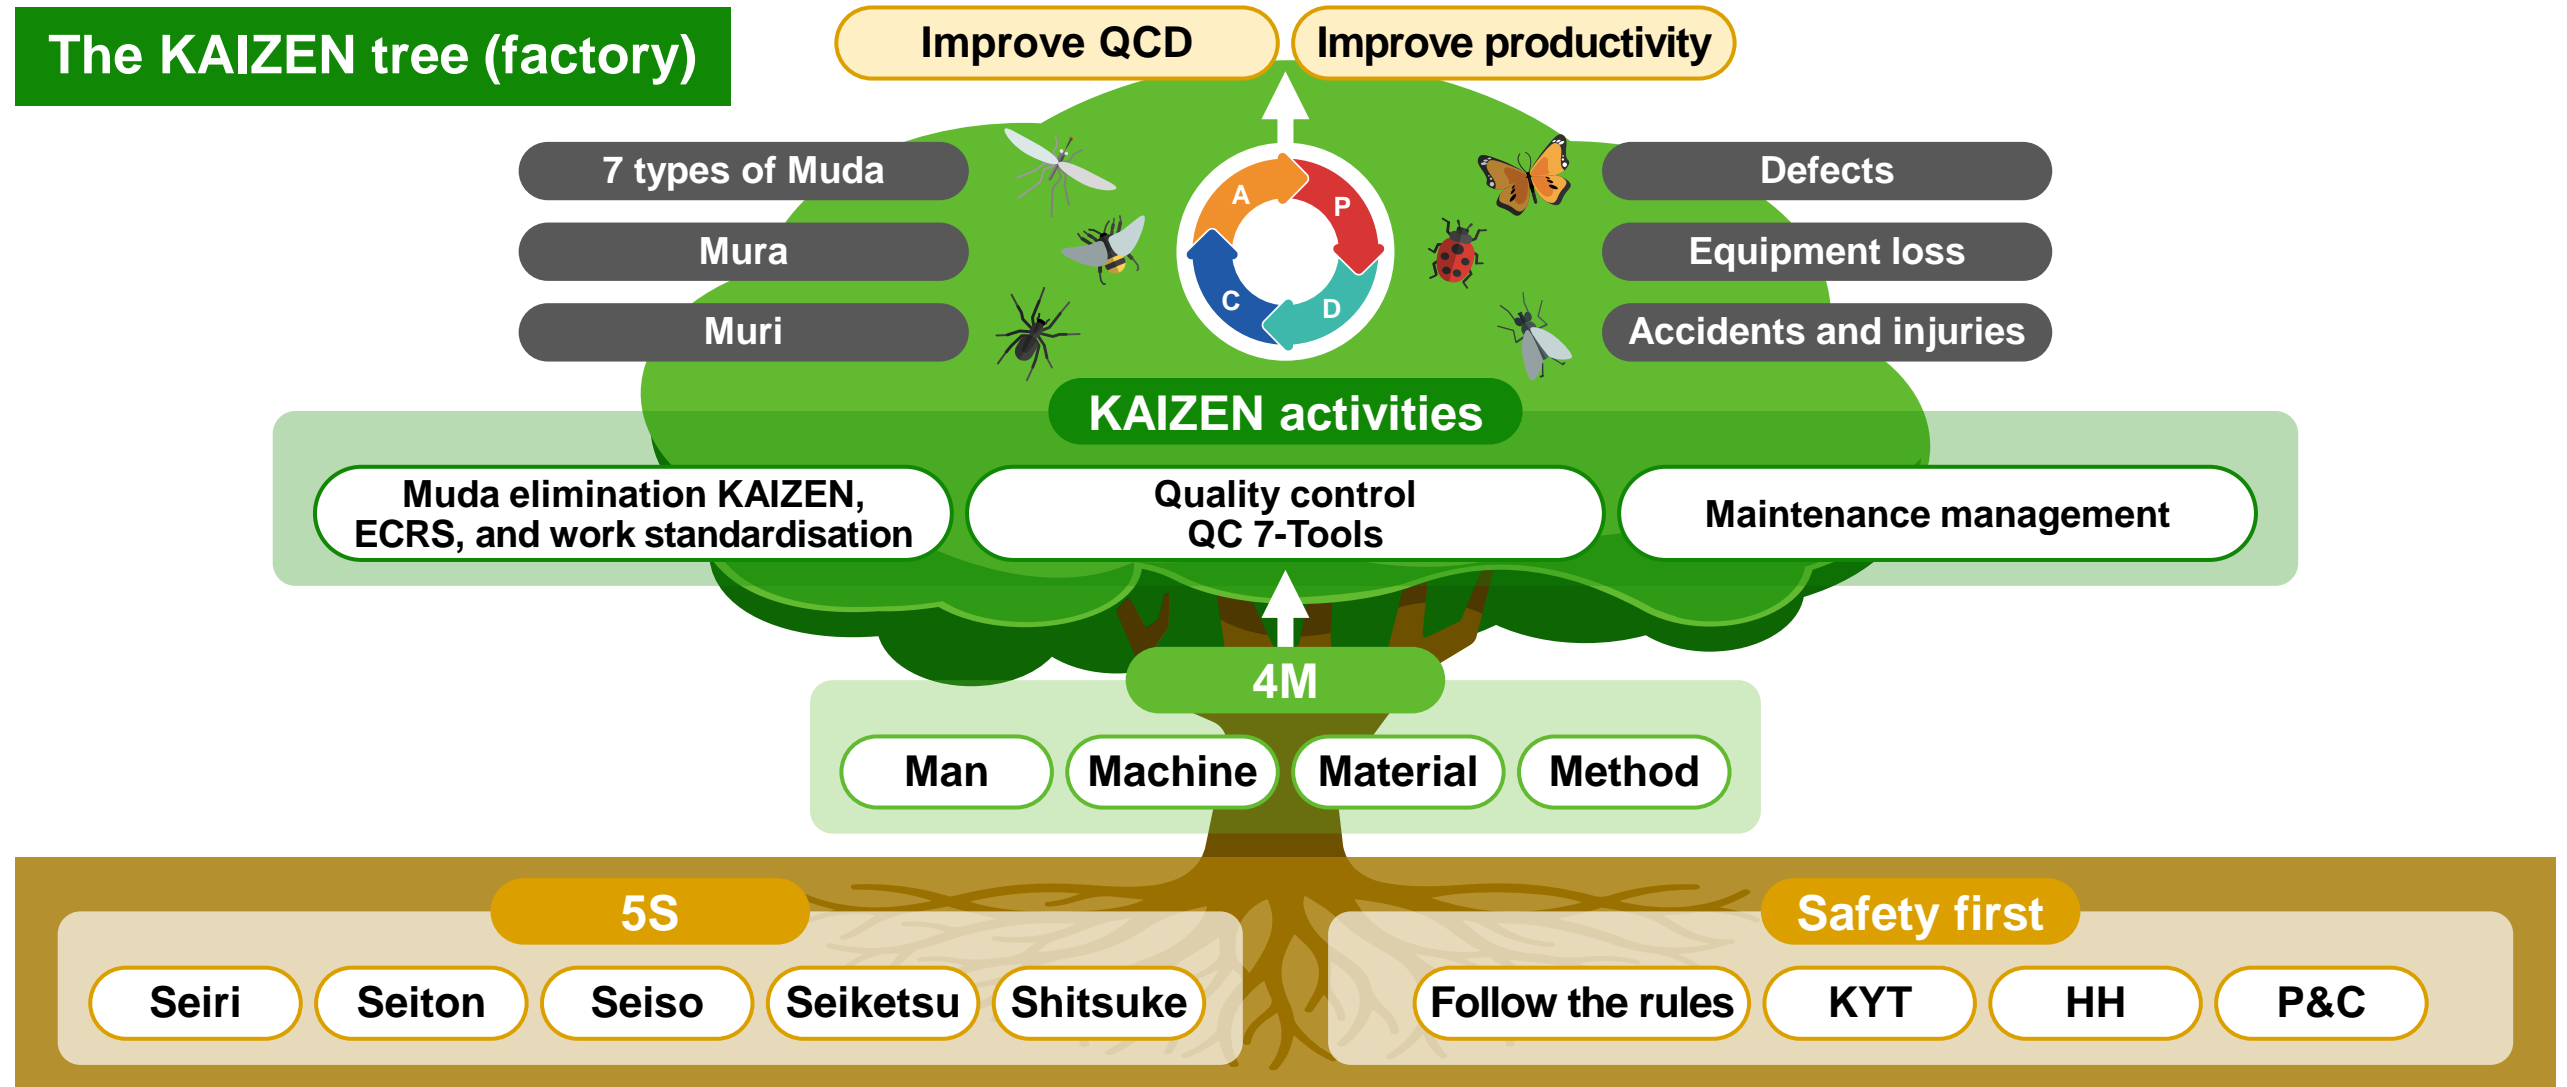 The KAIZEN tree (factory)
Improve QCD
Improve productivity
7 types of Muda
Mura
Muri
Defects
Equipment loss
Accidents and injuries
A
P
C
D
KAIZEN activities
Muda elimination KAIZEN,
ECRS, and work standardisation
Quality control
QC 7-Tools
Maintenance management
4M
Man
Machine
Material
Method
5S
Seiri
Seiton
Seiso
Seiketsu
Shitsuke
Safety first
Follow the rules
KYT
HH
P&C